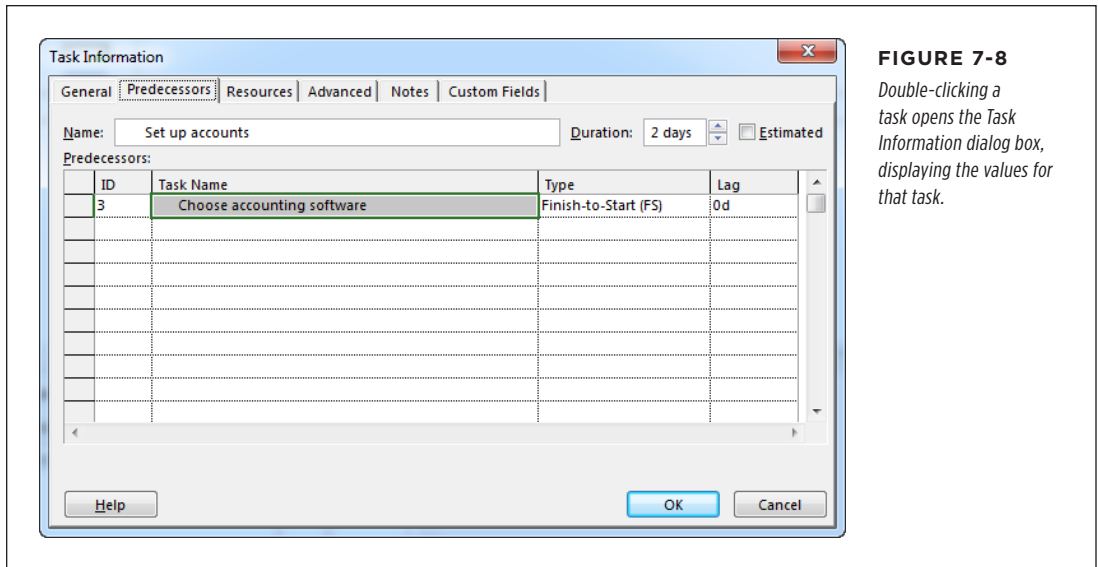 Task Information
General Predecessors Resources Advanced Notes Custom Fields
Name: Set up accounts Duration: 2 days Estimated
Predecessors:
ID Task Name Type Lag
3 Choose accounting software Finish-to-Start (FS) 0d
Help OK Cancel
FIGURE 7-8
Double-clicking a
task opens the Task
Information dialog box,
displaying the values for
that task.